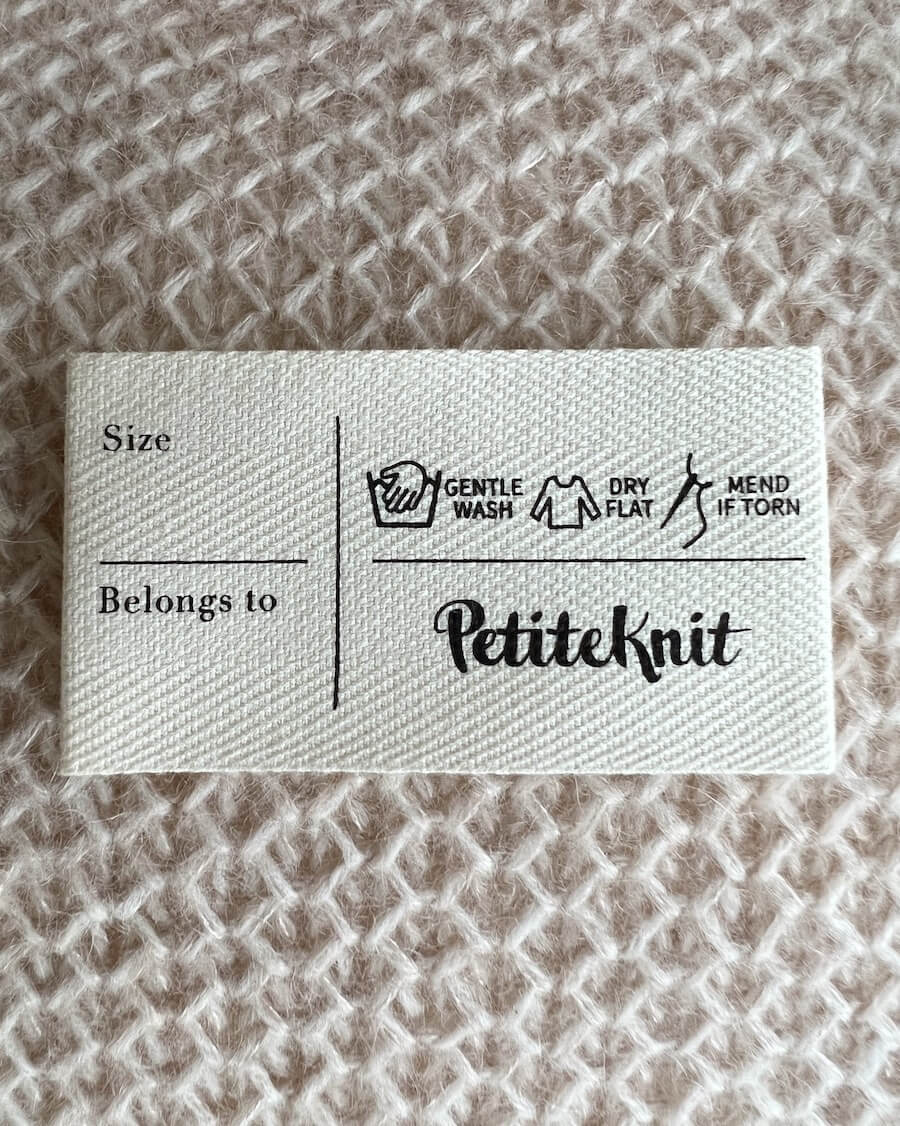 Size
Belongs to
GENTLE
WASH
DRY
FLAT
MEND
IF TORN
PetiteKnit